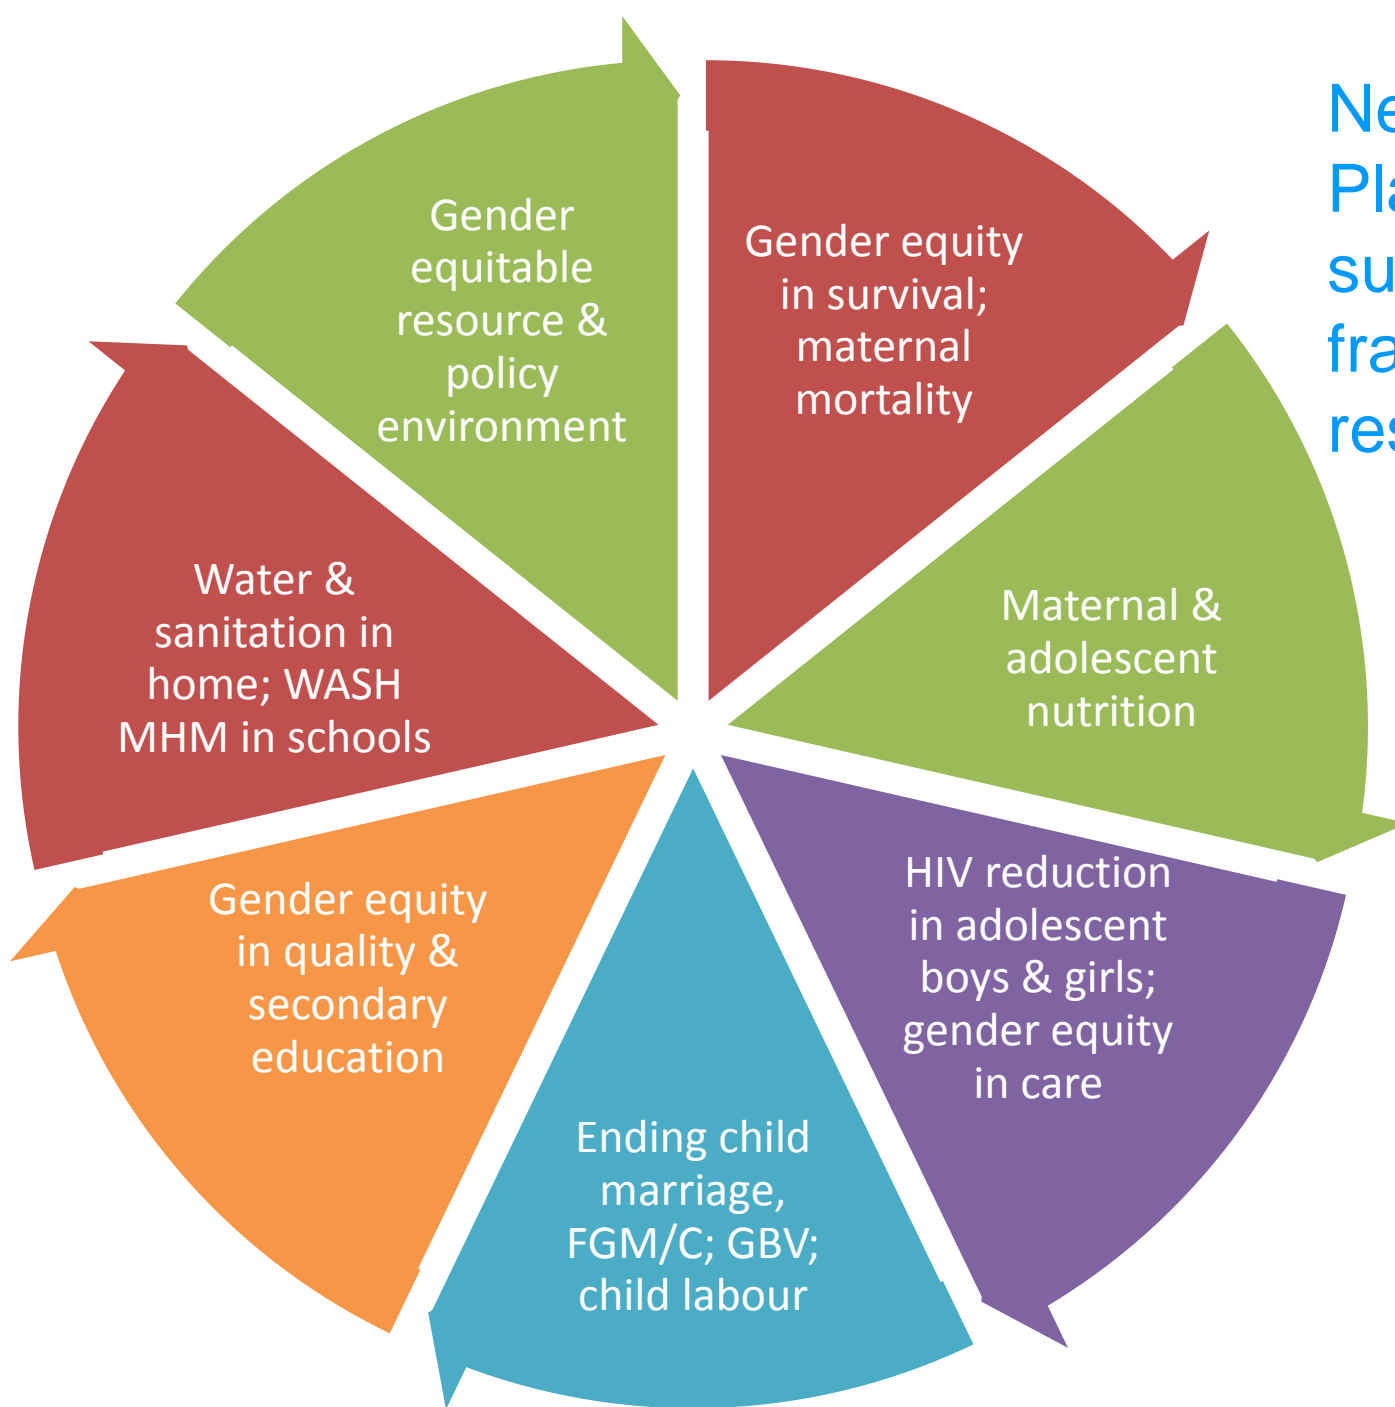 Gender
equitable
resource &
policy
environment
Gender equity
in survival;
maternal
mortality
Maternal &
adolescent
nutrition
HIV reduction
in adolescent
boys & girls;
gender equity
in care
Ending child
marriage,
FGM/C; GBV;
child labour
Gender equity
in quality &
secondary
education
Water &
sanitation in
home; WASH
MHM in schools